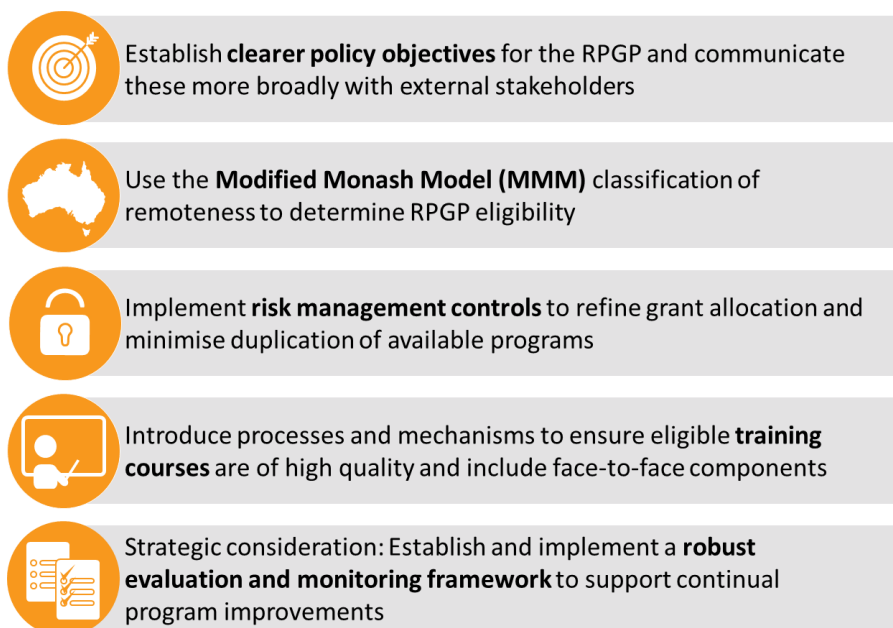 Establish clearer policy objectives for the RPGP and communicate
these more broadly with external stakeholders
Use the Modified Monash Model (MMM) classification of
remoteness to determine RPGP eligibility
Implement risk management controls to refine grant allocation and
minimise duplication of available programs
Introduce processes and mechanisms to ensure eligible training
courses are of high quality and include face-to-face components
Strategic consideration: Establish and implement a robust
evaluation and monitoring framework to support continual
program improvements